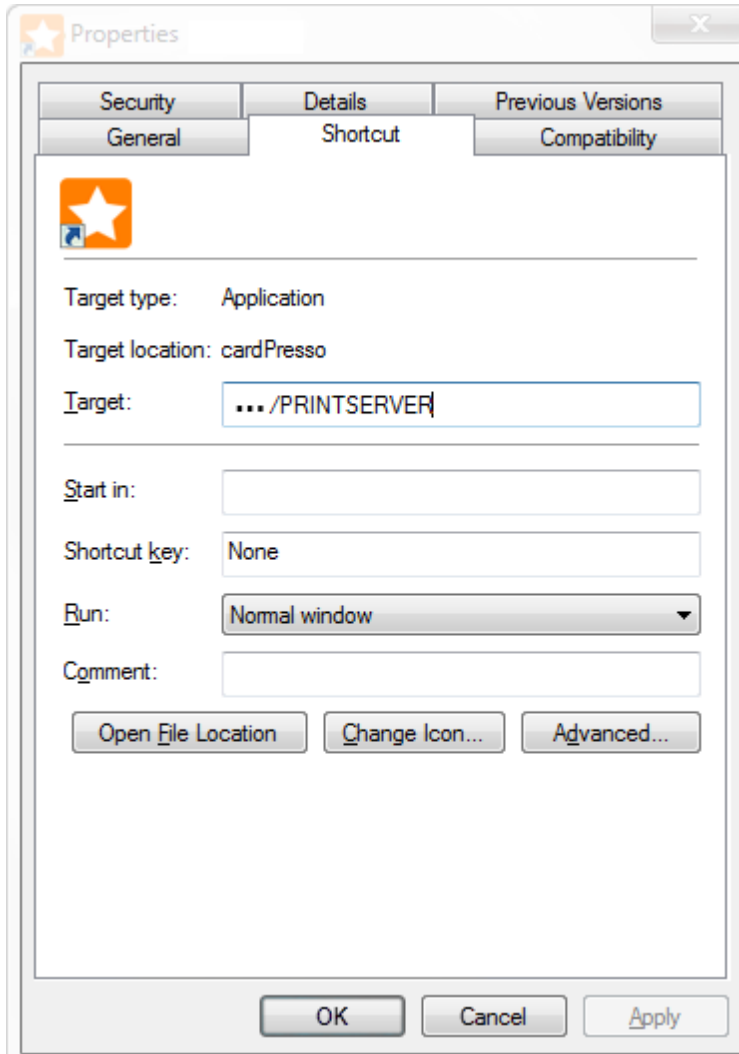 Properties
Security Details Previous Versions
General Shortcut Compatibility
Target type: Application
Target location: cardPresso
Target: ... /PRINTSERVER
Start in:
Shortcut key: None
Run: Normal window
Comment:
Open File Location Change Icon... Advanced...
OK Cancel Apply